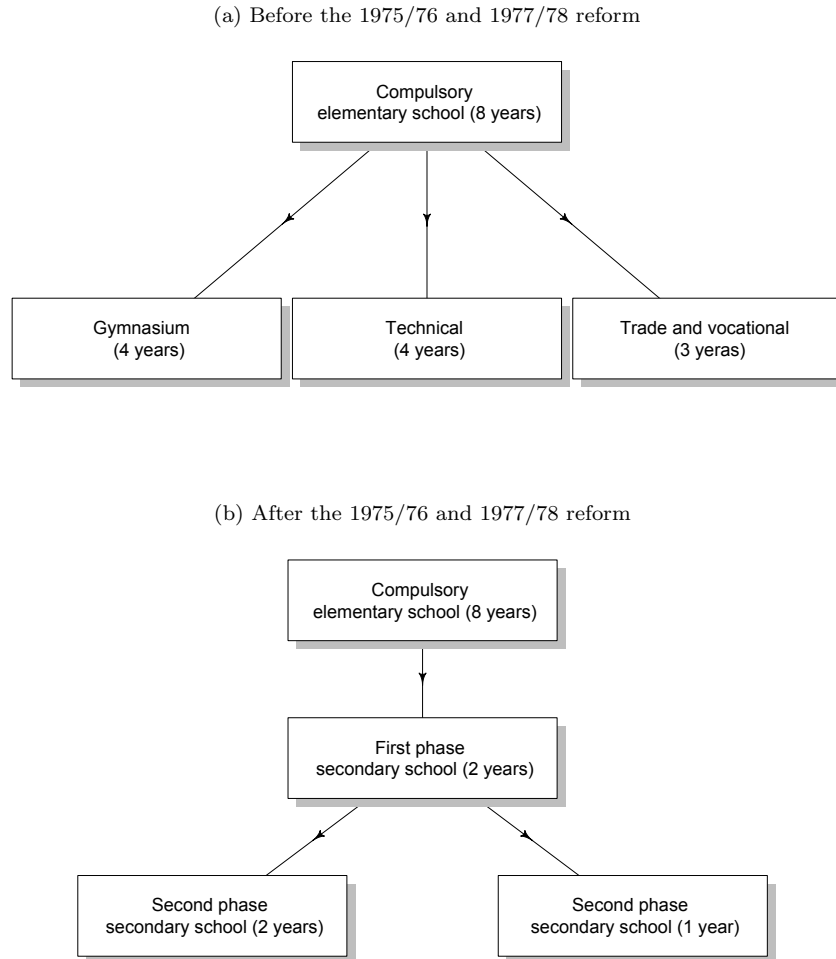 (a) Before the 1975/76 and 1977/78 reform
Compulsory
elementary school (8 years)
Gymnasium
(4 years)
Technical
(4 years)
Trade and vocational
(3 yeras)
(b) After the 1975/76 and 1977/78 reform
Compulsory
elementary school (8 years)
First phase
secondary school (2 years)
Second phase
secondary school (2 years)
Second phase
secondary school (1 year)